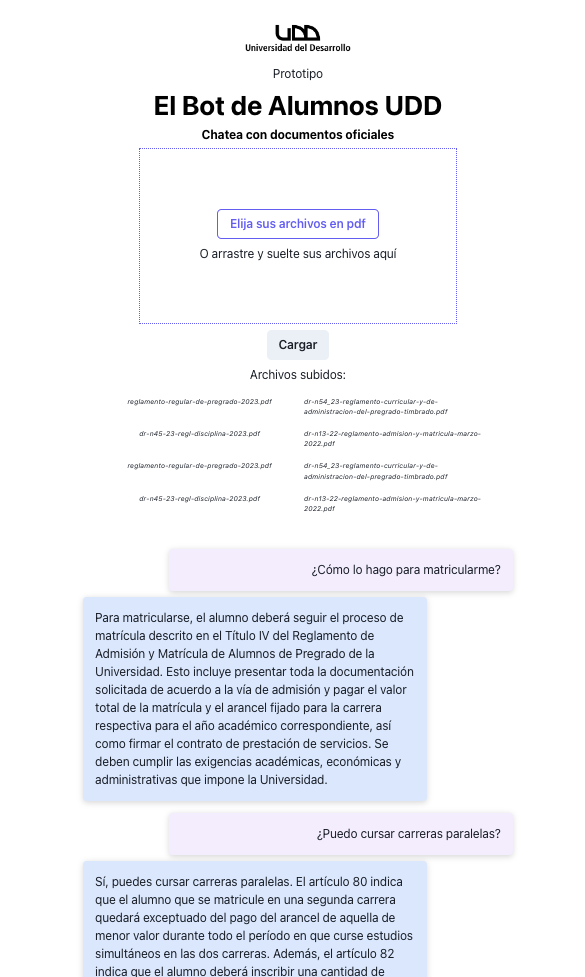 UDD
Universidad del Desarrollo
Prototipo
El Bot de Alumnos UDD
Chatea con documentos oficiales
Elija sus archivos en pdf
O arrastre y suelte sus archivos aquí
Cargar
Archivos subidos:
reglamento-regular-de-pregrado-2023.pdf
dr-n54_23-reglamento-curricular-y-de-
administracion-del-pregrado-timbrado.pdf
dr-n45-23-regl-disciplina-2023.pdf
dr-n13-22-reglamento-admision-y-matricula-marzo-
2022.pdf
reglamento-regular-de-pregrado-2023.pdf
dr-n54_23-reglamento-curricular-y-de-
administracion-del-pregrado-timbrado.pdf
dr-n45-23-regl-disciplina-2023.pdf
dr-n13-22-reglamento-admision-y-matricula-marzo-
2022.pdf
¿Cómo lo hago para matricularme?
Para matricularse, el alumno deberá seguir el proceso de
matrícula descrito en el Título IV del Reglamento de
Admisión y Matrícula de Alumnos de Pregrado de la
Universidad. Esto incluye presentar toda la documentación
solicitada de acuerdo a la vía de admisión y pagar el valor
total de la matrícula y el arancel fijado para la carrera
respectiva para el año académico correspondiente, así
como firmar el contrato de prestación de servicios. Se
deben cumplir las exigencias académicas, económicas y
administrativas que impone la Universidad.
¿Puedo cursar carreras paralelas?
Sí, puedes cursar carreras paralelas. El artículo 80 indica
que el alumno que se matricule en una segunda carrera
quedará exceptuado del pago del arancel de aquella de
menor valor durante todo el período en que curse estudios
simultáneos en las dos carreras. Además, el artículo 82
indica que el alumno deberá inscribir una cantidad de